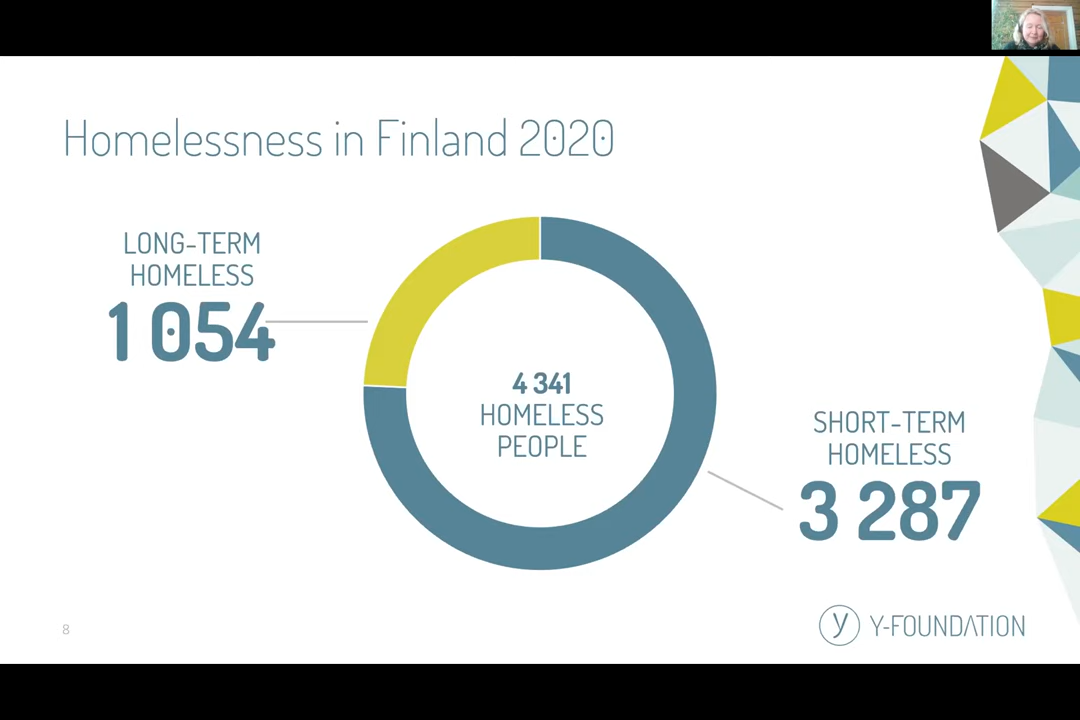 Homelessness in Finland 2020
LONG-TERM
HOMELESS
1 054
4 341
HOMELESS
PEOPLE
SHORT-TERM
HOMELESS
3 287
8
y Y-FOUNDATION